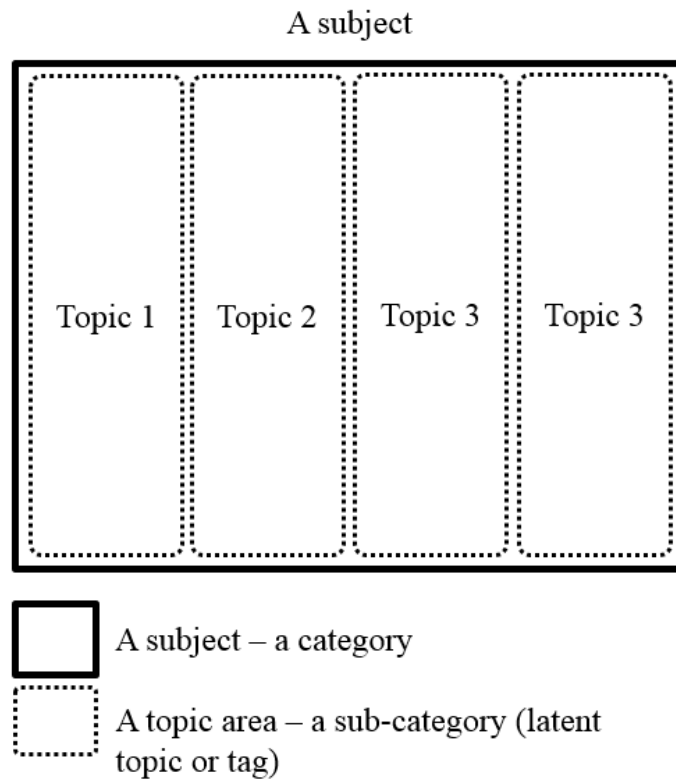 A subject
Topic 1
Topic 2
Topic 3
Topic 3
A subject – a category
A topic area – a sub-category (latent
topic or tag)